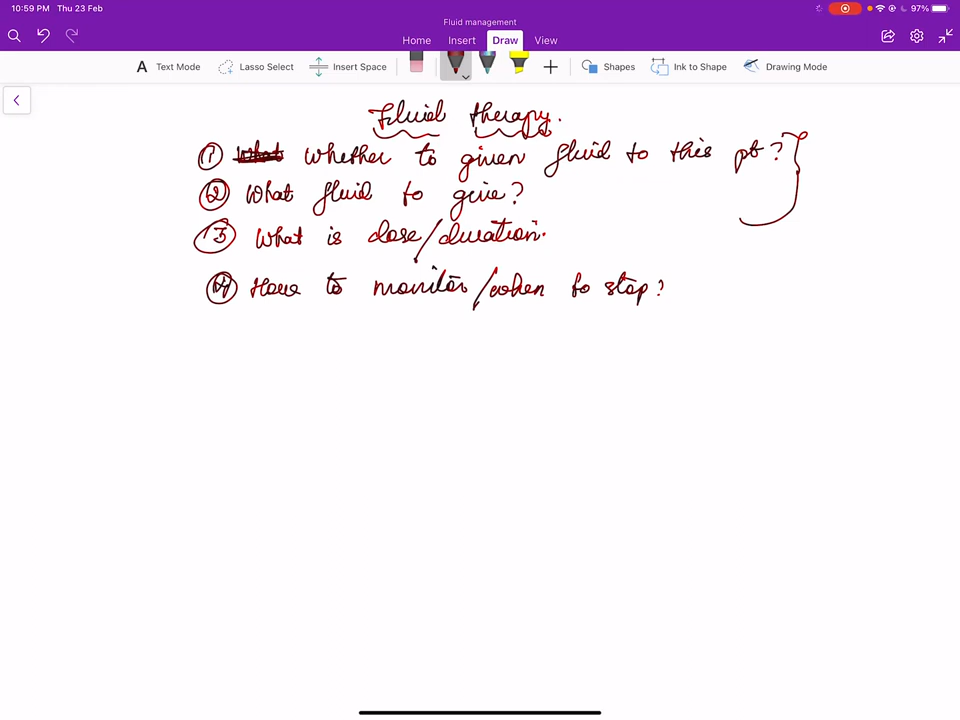 10:59 PM Thu 23 Feb
97%
Fluid management
Home Insert Draw View
Text Mode Lasso Select Insert Space Shapes Ink to Shape Drawing Mode
Fluid therapy.
① whether to given fluid to this pt?
② What fluid to give?
③ What is dose/duration.
④ How to monitor/when to stop?